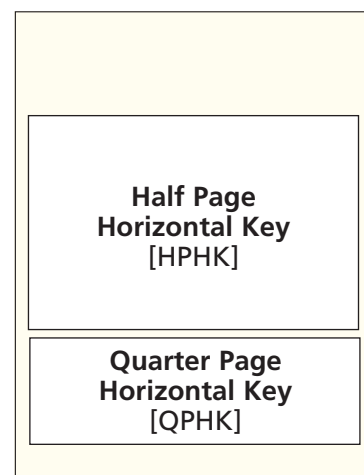 Half Page
Horizontal Key
[HPHK]
Quarter Page
Horizontal Key
[QPHK]